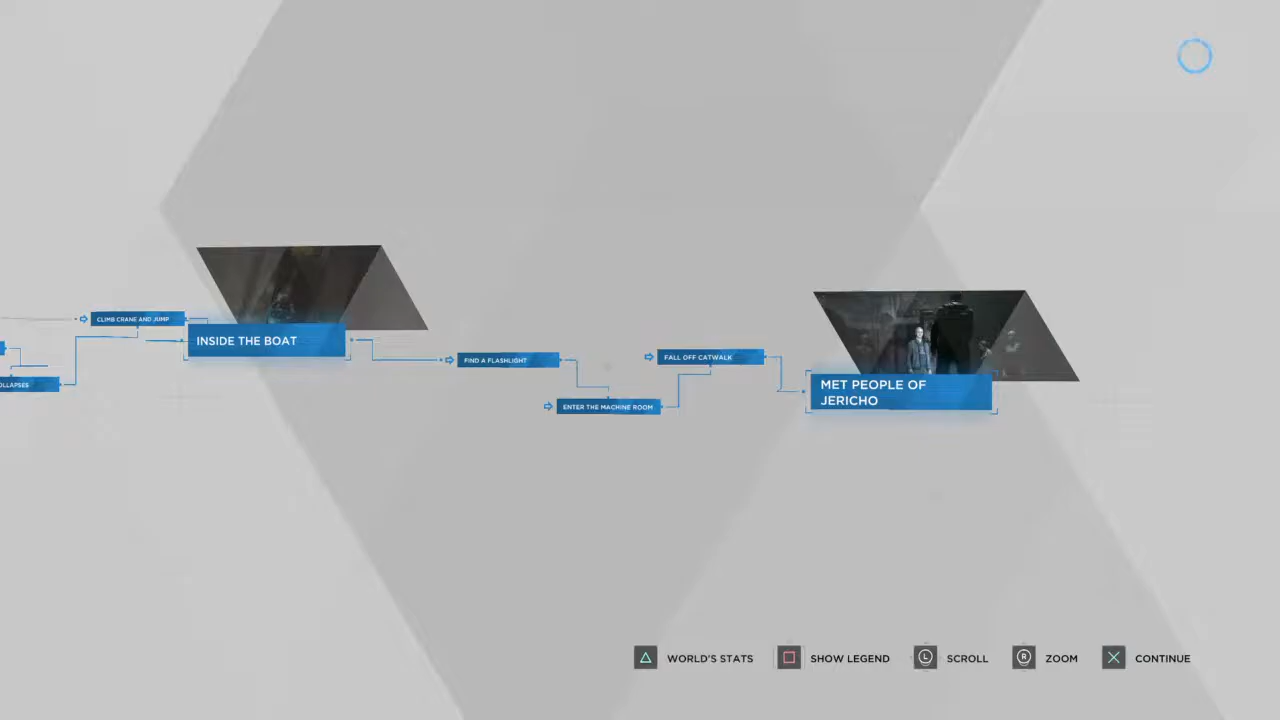 CLIMB CRANE AND JUMP
INSIDE THE BOAT
OLLAPSES
FIND A FLASHLIGHT
ENTER THE MACHINE ROOM
FALL OFF CATWALK
MET PEOPLE OF
JERICHO
WORLD'S STATS
SHOW LEGEND
L
SCROLL
R
ZOOM
CONTINUE